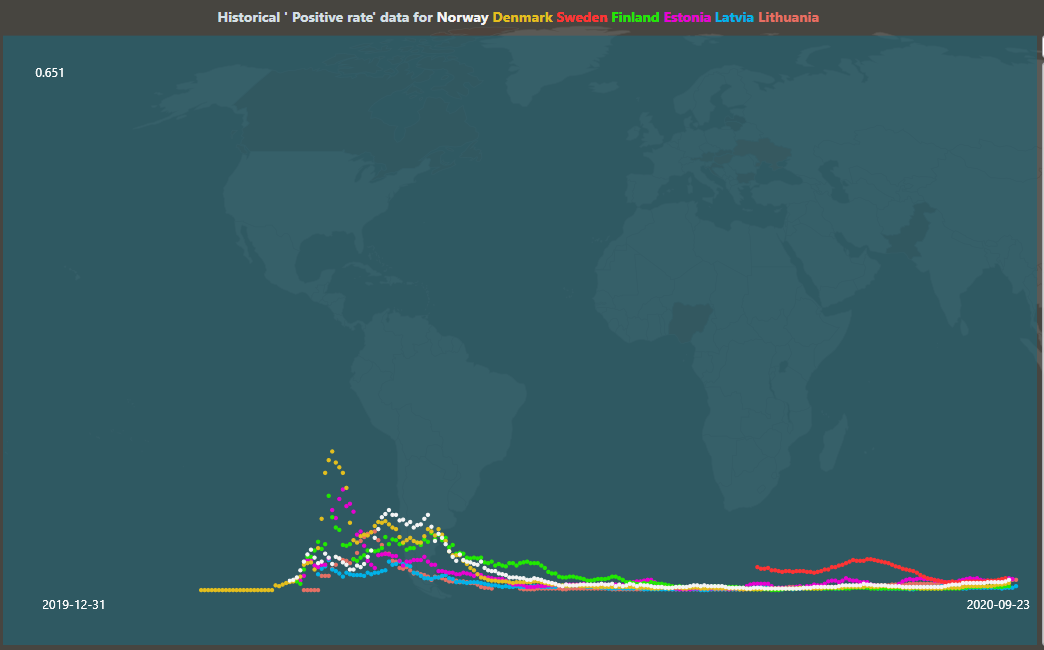 Historical ' Positive rate' data for Norway Denmark Sweden Finland Estonia Latvia Lithuania
0.651
2019-12-31
2020-09-23